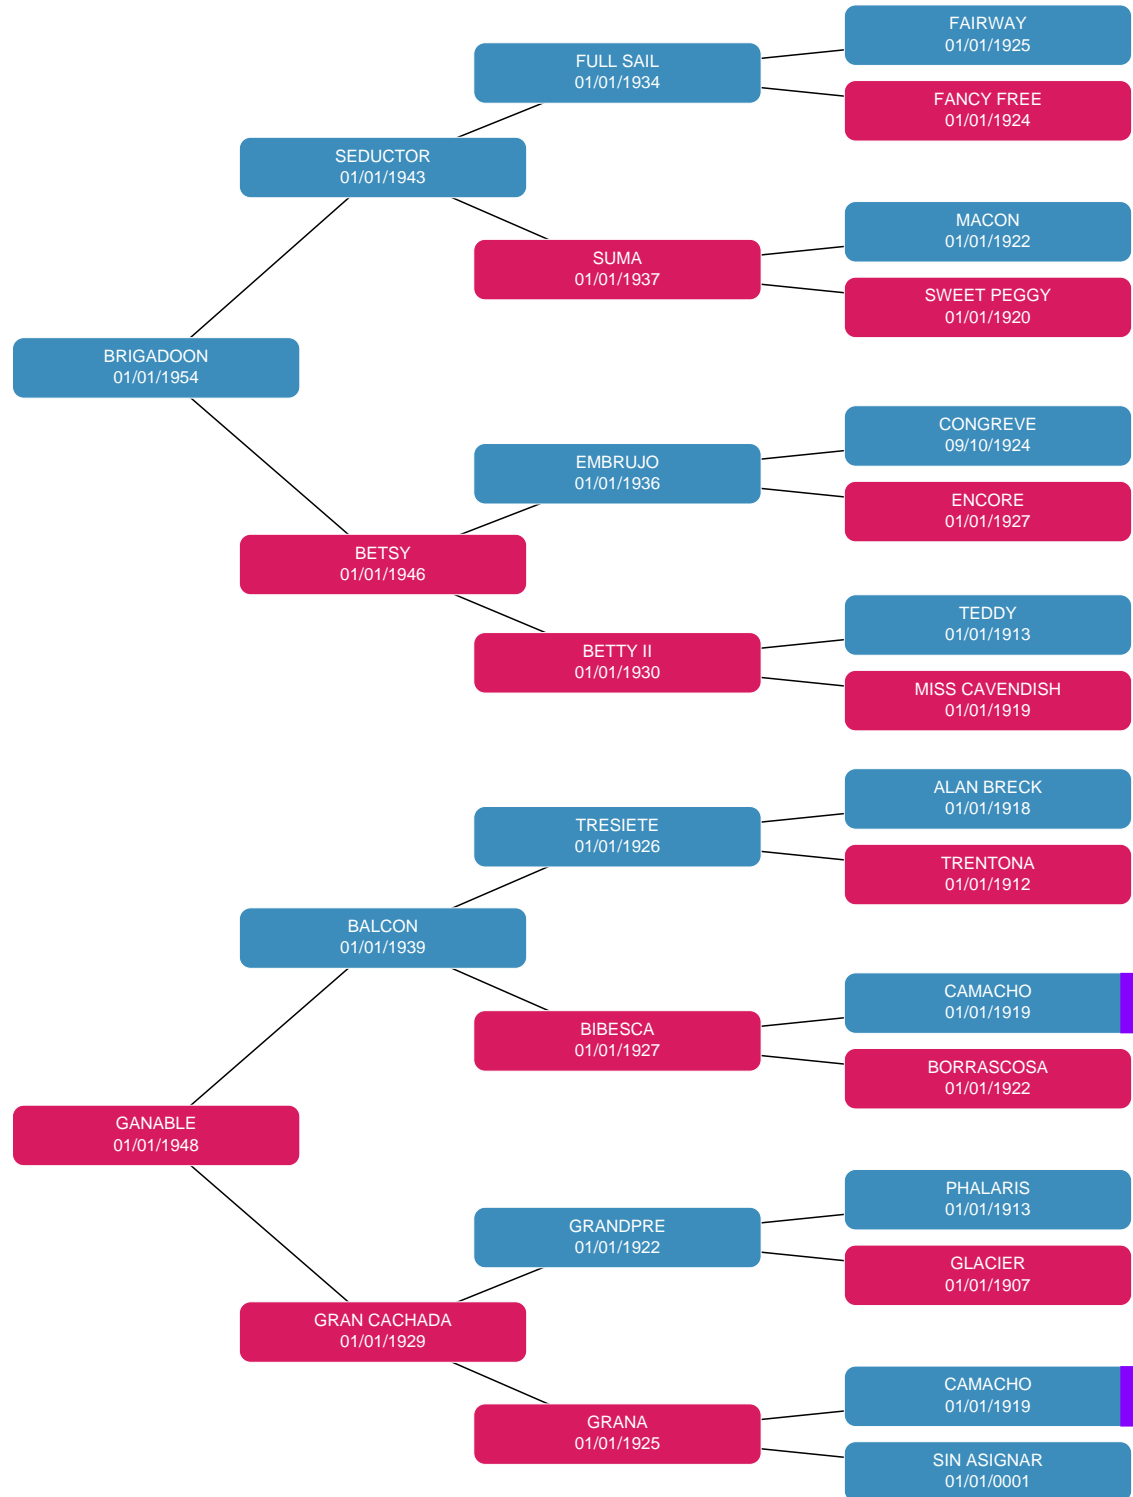 FAIRWAY
01/01/1925
FULL SAIL
01/01/1934
FANCY FREE
01/01/1924
SEDUCTOR
01/01/1943
MACON
01/01/1922
SUMA
01/01/1937
SWEET PEGGY
01/01/1920
BRIGADOON
01/01/1954
CONGREVE
09/10/1924
EMBRUJO
01/01/1936
ENCORE
01/01/1927
BETSY
01/01/1946
TEDDY
01/01/1913
BETTY II
01/01/1930
MISS CAVENDISH
01/01/1919
ALAN BRECK
01/01/1918
TRESIETE
01/01/1926
TRENTONA
01/01/1912
BALCON
01/01/1939
CAMACHO
01/01/1919
BIBESCA
01/01/1927
BORRASCOSA
01/01/1922
GANABLE
01/01/1948
PHALARIS
01/01/1913
GRANDPRE
01/01/1922
GLACIER
01/01/1907
GRAN CACHADA
01/01/1929
CAMACHO
01/01/1919
GRANA
01/01/1925
SIN ASIGNAR
01/01/0001